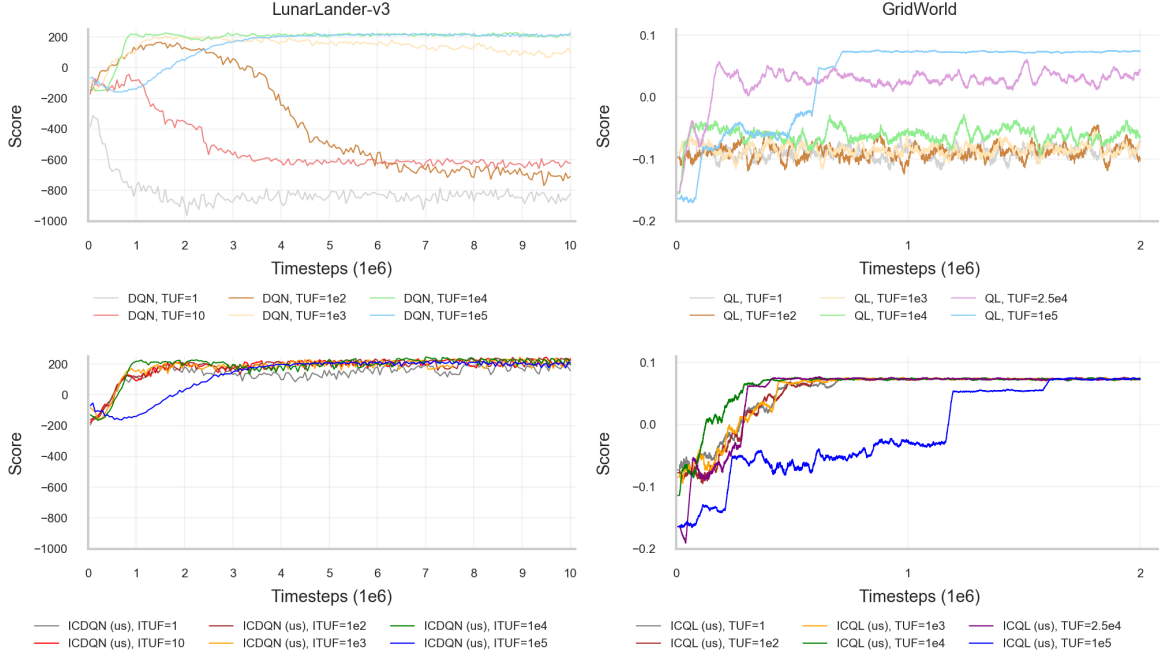 LunarLander-v3
200
0
−200
−400
−600
−800
−1000
Score
0 1 2 3 4 5 6 7 8 9 10
Timesteps (1e6)
DQN, TUF=1 DQN, TUF=1e2 DQN, TUF=1e4
DQN, TUF=10 DQN, TUF=1e3 DQN, TUF=1e5
GridWorld
0.1
0.0
−0.1
−0.2
Score
0 1 2
Timesteps (1e6)
QL, TUF=1 QL, TUF=1e3 QL, TUF=2.5e4
QL, TUF=1e2 QL, TUF=1e4 QL, TUF=1e5
200
0
−200
−400
−600
−800
−1000
Score
0 1 2 3 4 5 6 7 8 9 10
Timesteps (1e6)
ICDQN (us), ITUF=1 ICDQN (us), ITUF=1e2 ICDQN (us), ITUF=1e4
ICDQN (us), ITUF=10 ICDQN (us), ITUF=1e3 ICDQN (us), ITUF=1e5
0.1
0.0
−0.1
−0.2
Score
0 1 2
Timesteps (1e6)
ICQL (us), TUF=1 ICQL (us), TUF=1e3 ICQL (us), TUF=2.5e4
ICQL (us), TUF=1e2 ICQL (us), TUF=1e4 ICQL (us), TUF=1e5